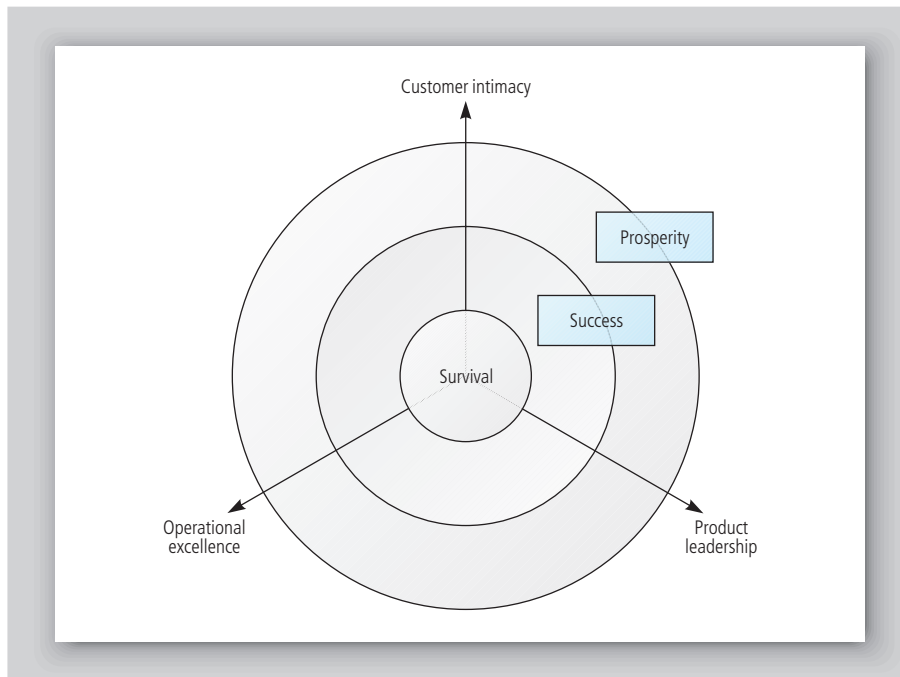 Customer intimacy
Prosperity
Success
Survival
Operational
excellence
Product
leadership